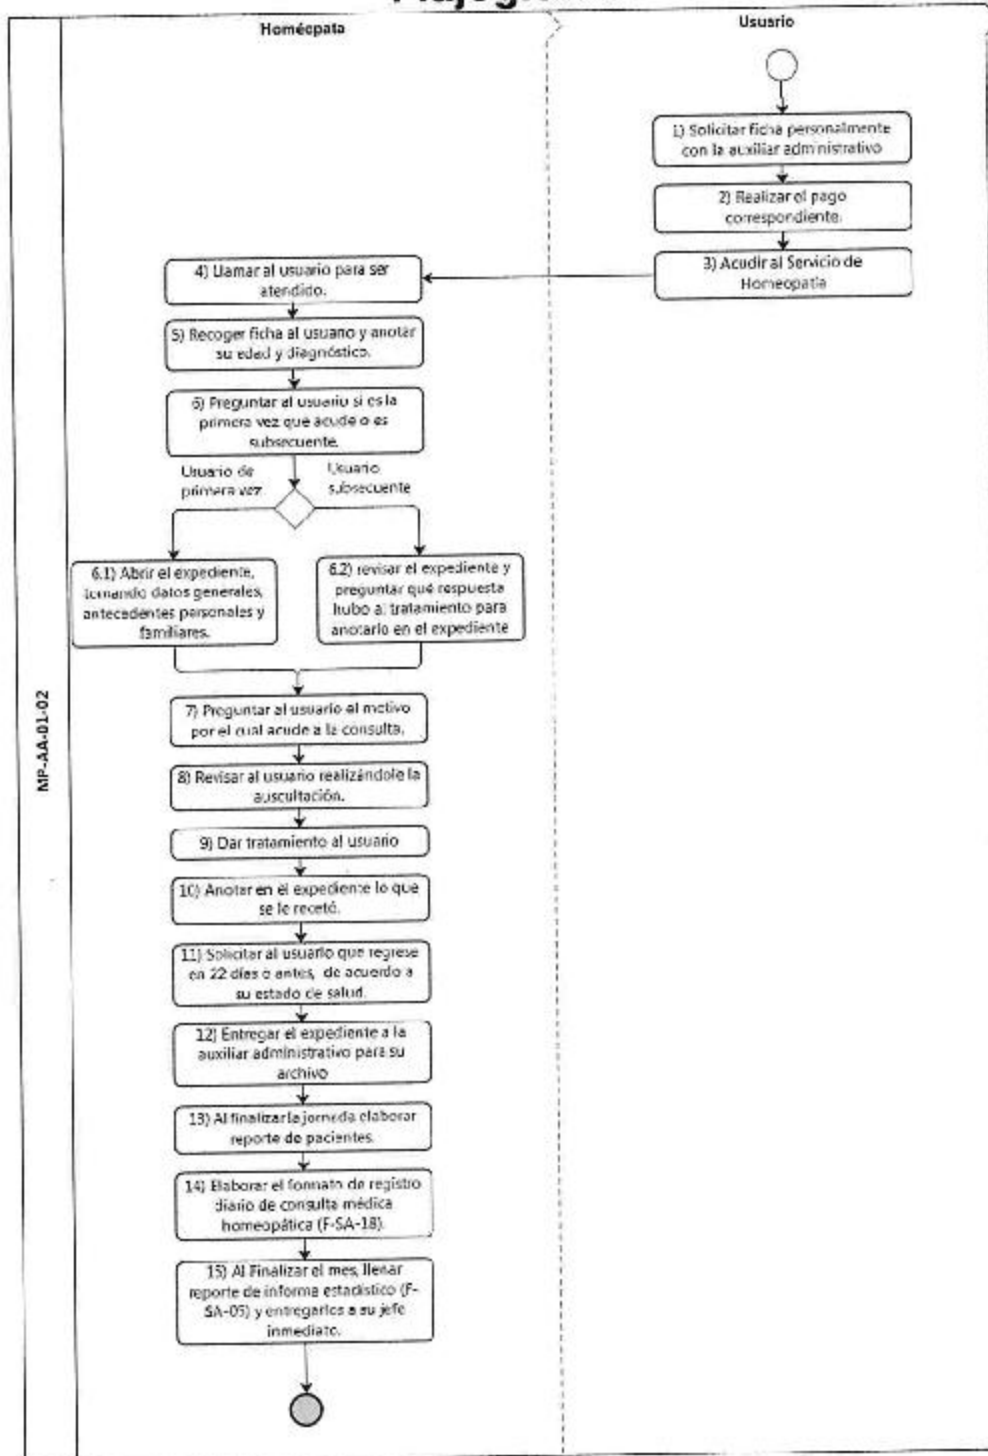 Homéopata
Usuario
1) Solicitar ficha personalmente
con la auxiliar administrativo
2) Realizar el pago
correspondiente.
3) Acudir al Servicio de
Homeopatía
4) Llamar al usuario para ser
atendido.
5) Recoger ficha al usuario y anotar
su edad y diagnóstico.
6) Preguntar al usuario si es la
primera vez que acude o es
subsecuente.
Usuario de
primera vez
Usuario
subsecuente
6.1) Abrir el expediente,
tomando datos generales,
antecedentes personales y
familiares.
6.2) revisar el expediente y
preguntar qué respuesta
hubo al tratamiento para
anotarlo en el expediente
MP-AA-01-02
7) Preguntar al usuario el motivo
por el cual acude a la consulta.
8) Revisar al usuario realizándole la
auscultación.
9) Dar tratamiento al usuario
10) Anotar en el expediente lo que
se le recetó.
11) Solicitar al usuario que regrese
en 22 días o antes, de acuerdo a
su estado de salud.
12) Entregar el expediente a la
auxiliar administrativo para su
archivo
13) Al finalizar la jornada elaborar
reporte de pacientes.
14) Elaborar el formato de registro
diario de consulta médica
homeopática (F-SA-18).
15) Al Finalizar el mes, llenar
reporte de informa estadístico (F-
SA-05) y entregarlos a su jefe
inmediato.